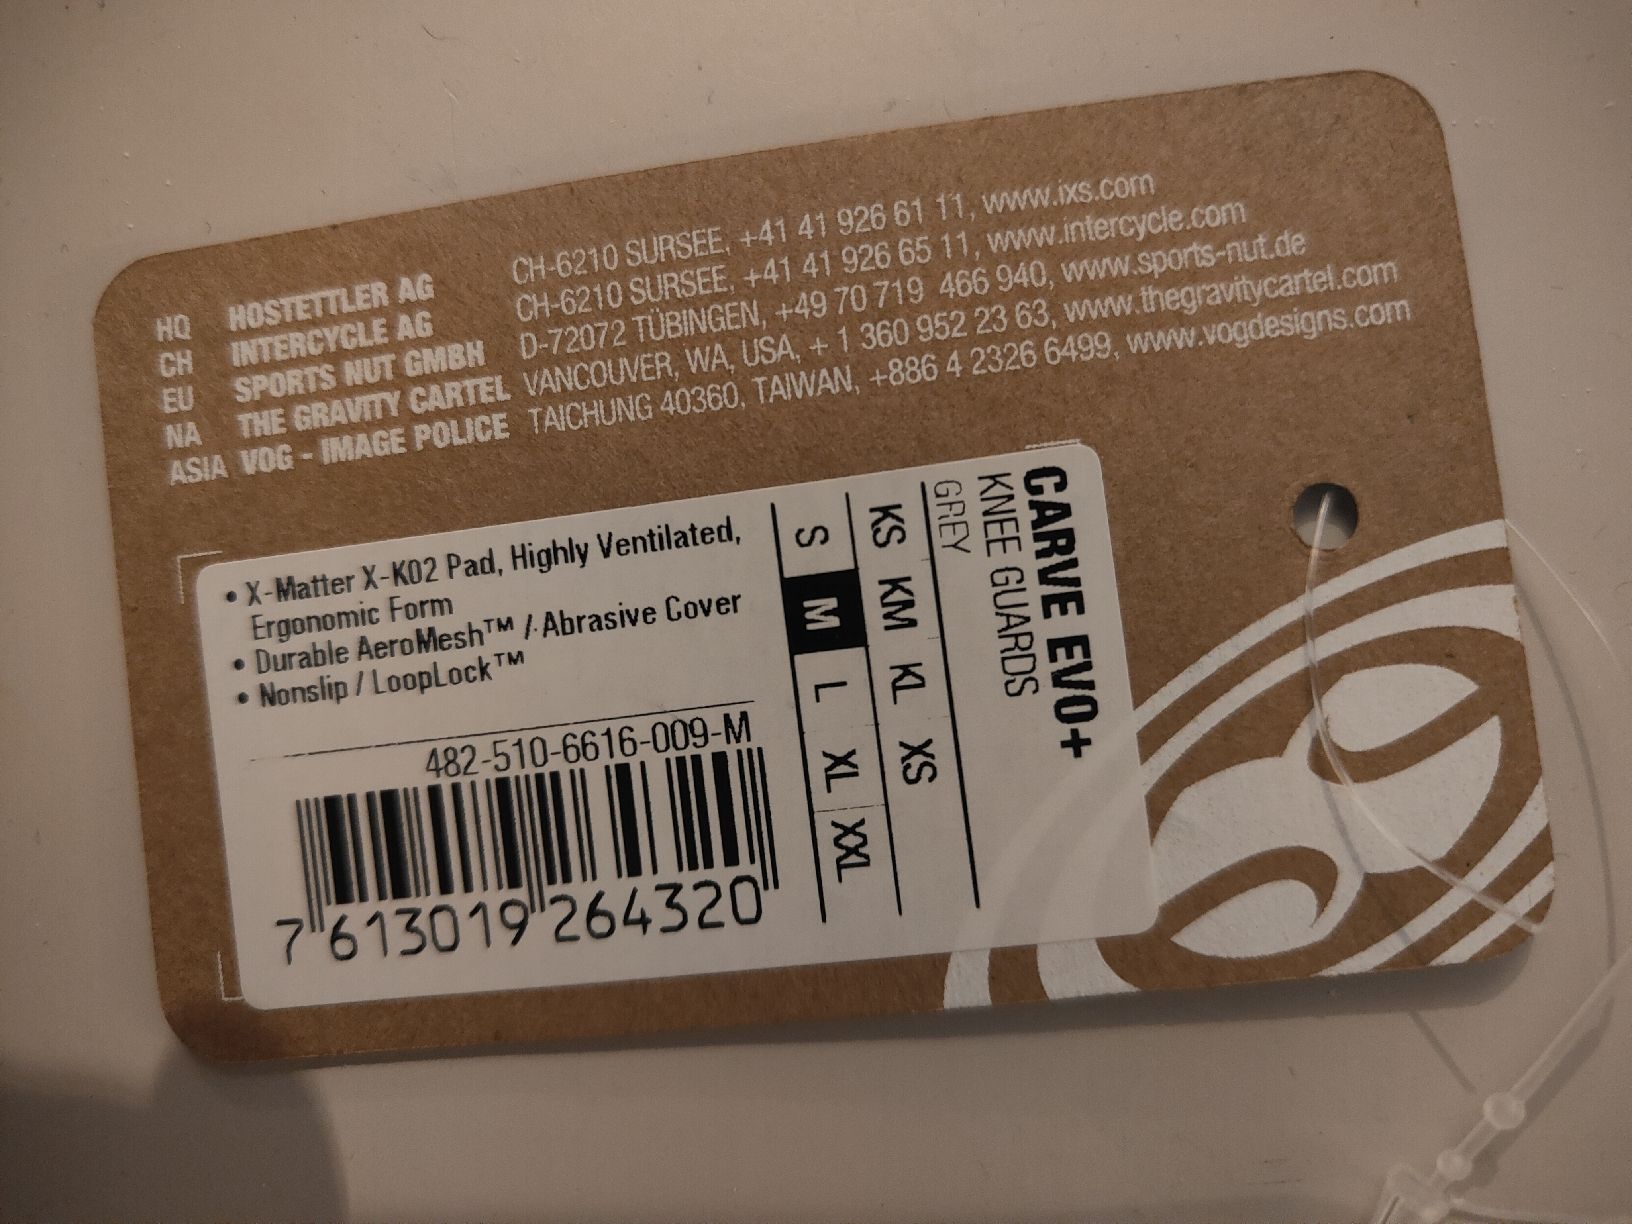 HQ HOSTETTLER AG CH-6210 SURSEE, +41 41 926 61 11, www.ixs.com
CH INTERCYCLE AG CH-6210 SURSEE, +41 41 926 65 11, www.intercycle.com
EU SPORTS NUT GMBH D-72072 TÜBINGEN, +49 70 719 466 940, www.sports-nut.de
NA THE GRAVITY CARTEL VANCOUVER, WA, USA, + 1 360 952 23 63, www.thegravitycartel.com
ASIA VOG - IMAGE POLICE TAICHUNG 40360, TAIWAN, +886 4 2326 6499, www.vogdesigns.com
• X-Matter X-K02 Pad, Highly Ventilated,
Ergonomic Form
• Durable AeroMesh™ / Abrasive Cover
• Nonslip / LoopLock™
482-510-6616-009-M
7 613019 264320
CARVE EVO+
KNEE GUARDS
GREY
KS KM KL XS
S M L XL XXL